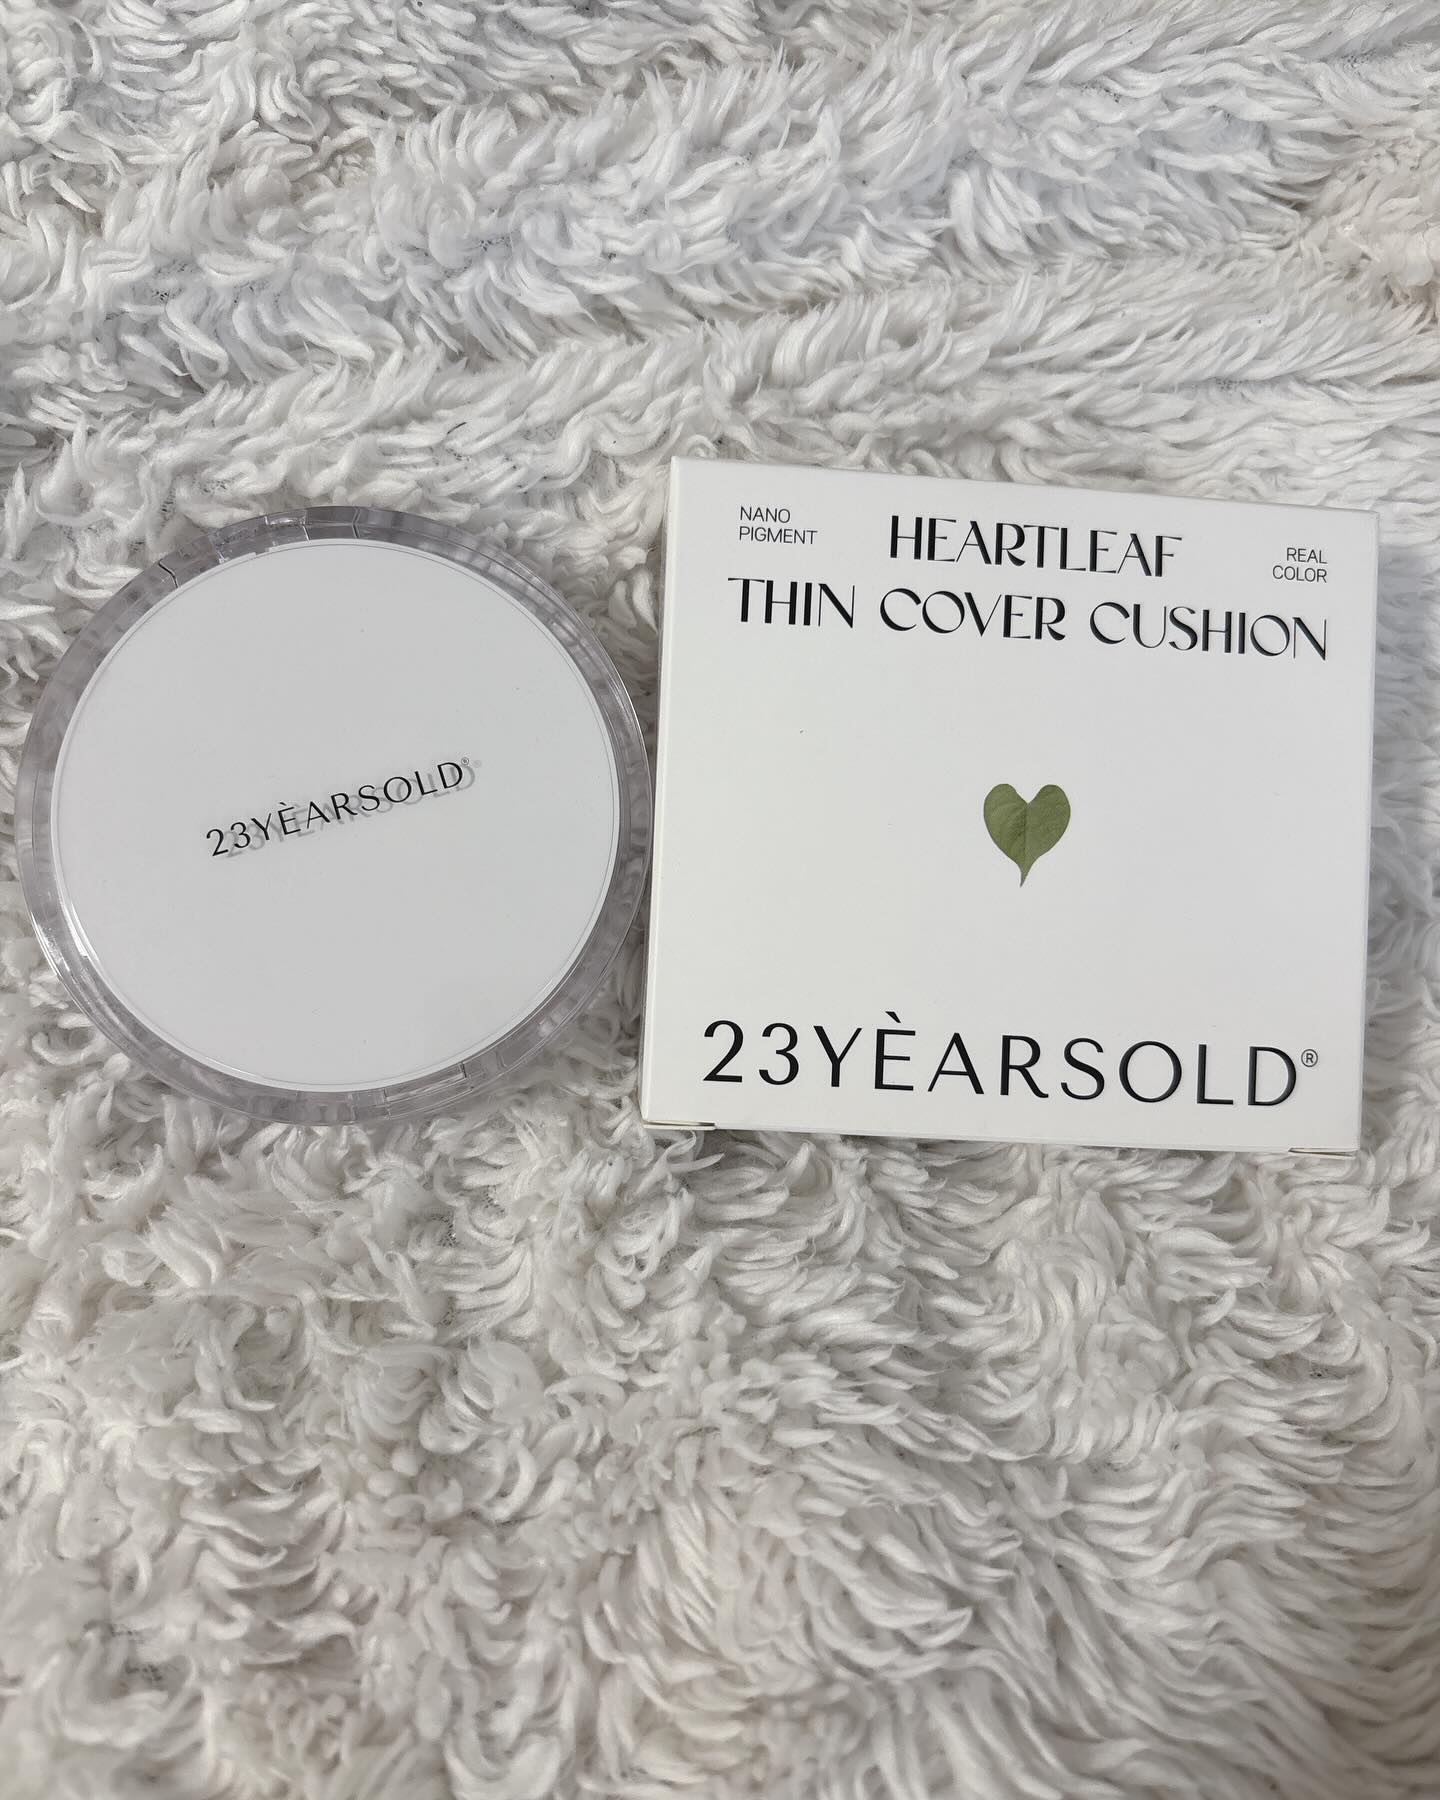 23YÈARSOLD®
NANO
PIGMENT
HEARTLEAF
THIN COVER CUSHION
REAL
COLOR
23YÈARSOLD®